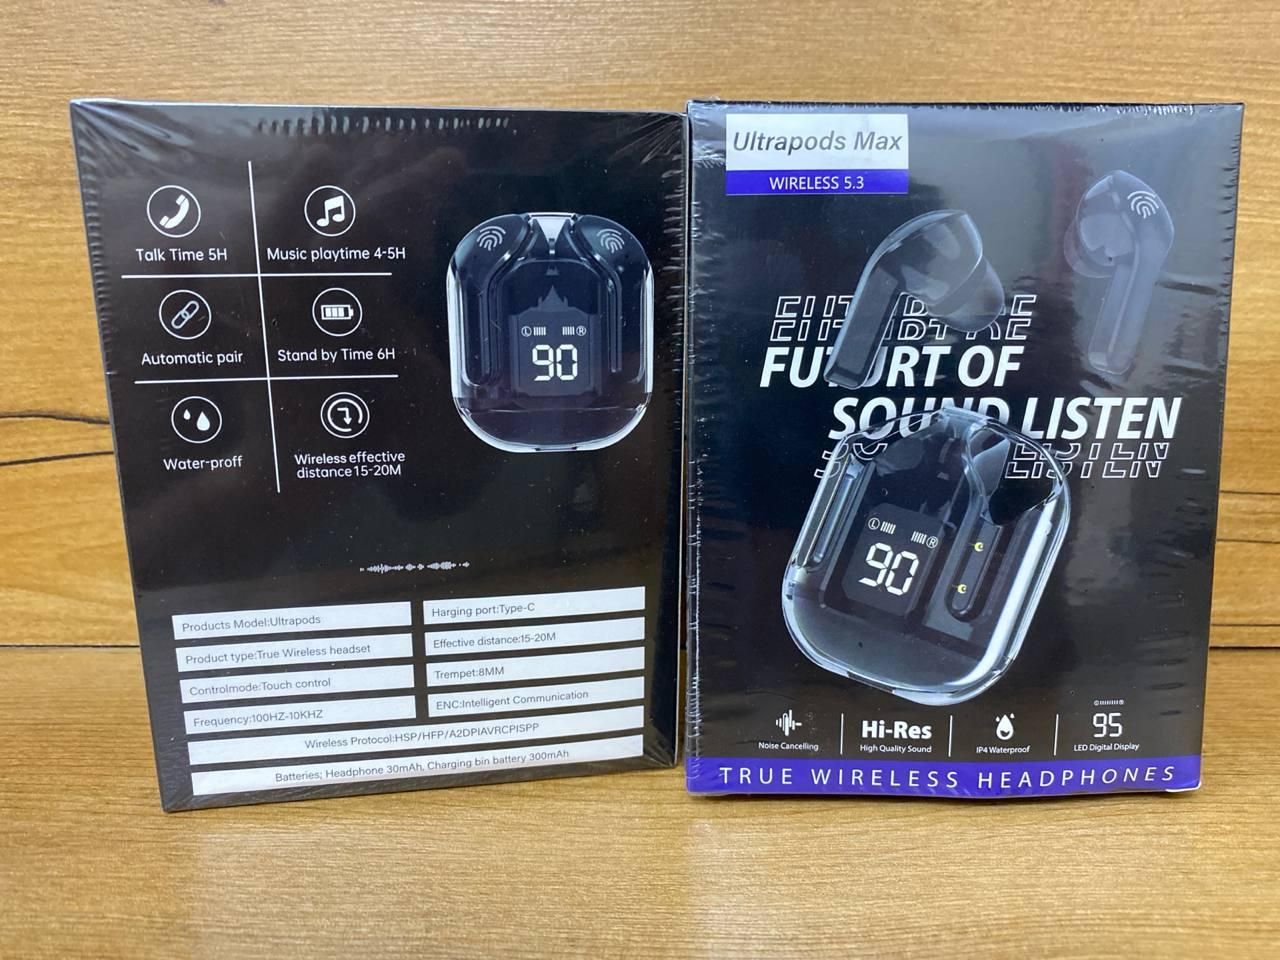 Talk Time 5H
Music playtime 4-5H
Automatic pair
Stand by Time 6H
Water-proff
Wireless effective
distance 15-20M
L R
90
Products Model:Ultrapods
Harging port:Type-C
Product type:True Wireless headset
Effective distance:15-20M
Controlmode:Touch control
Trempet:8MM
Frequency:100HZ-10KHZ
ENC:Intelligent Communication
Wireless Protocol:HSP/HFP/A2DPIAVRCPISPP
Batteries; Headphone 30mAh, Charging bin battery 300mAh
Ultrapods Max
WIRELESS 5.3
FUTURT OF
SOUND LISTEN
L R
90
Noise Cancelling
Hi-Res
High Quality Sound
IP4 Waterproof
95
LED Digital Display
TRUE WIRELESS HEADPHONES